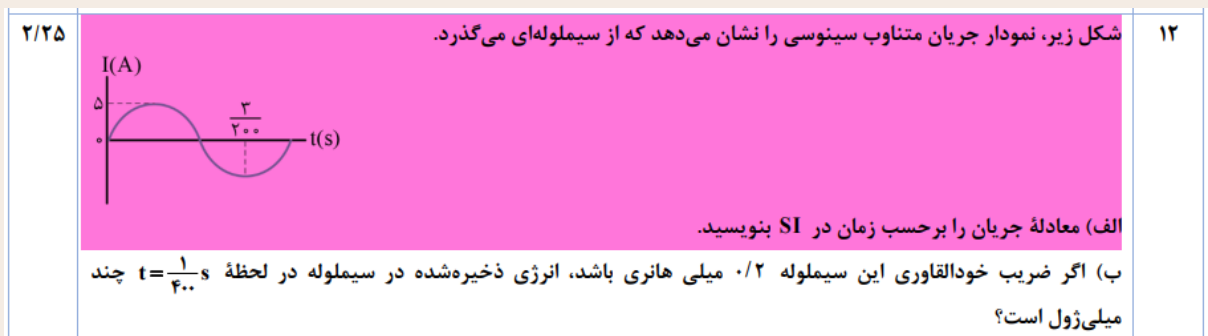 ۱۲
شکل زیر، نمودار جریان متناوب سینوسی را نشان می‌دهد که از سیملوله‌ای می‌گذرد.
۲/۲۵
I(A)
۵
۳
۲۰۰
۰
t(s)
الف) معادلهٔ جریان را برحسب زمان در SI بنویسید.
ب) اگر ضریب خودالقاوری این سیملوله ۰/۲ میلی هانری باشد، انرژی ذخیره‌شده در سیملوله در لحظهٔ t=۱/۴۰۰ s چند
میلی‌ژول است؟